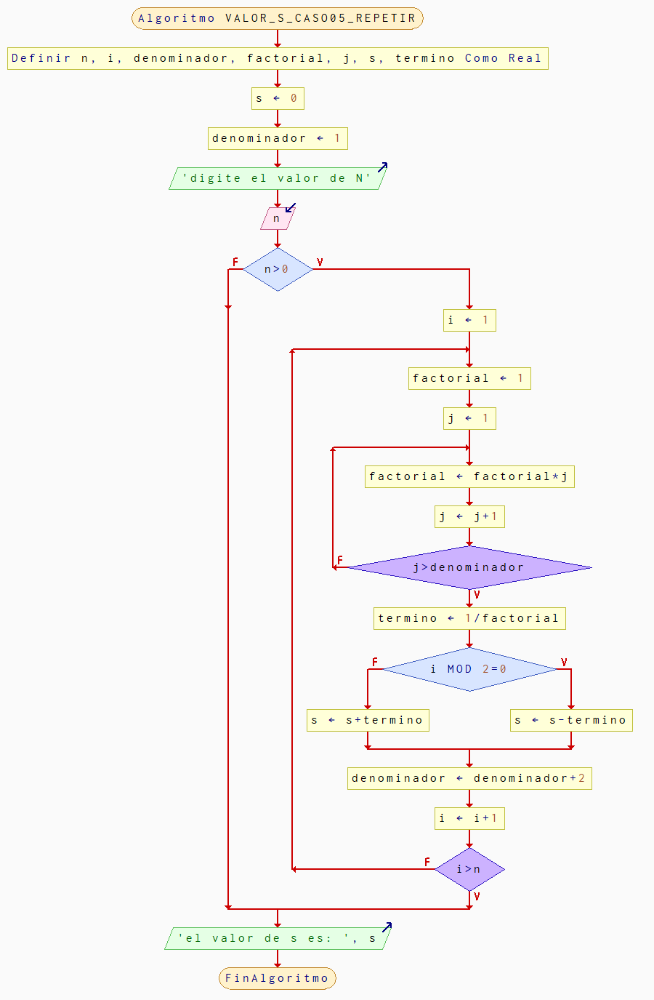 Algoritmo VALOR_S_CASO05_REPETIR
Definir n, i, denominador, factorial, j, s, termino Como Real
s ← 0
denominador ← 1
'digite el valor de N'
n
n>0
F
V
i ← 1
factorial ← 1
j ← 1
factorial ← factorial*j
j ← j+1
j>denominador
F
V
termino ← 1/factorial
i MOD 2=0
F
V
s ← s+termino
s ← s-termino
denominador ← denominador+2
i ← i+1
i>n
F
V
'el valor de s es: ', s
FinAlgoritmo